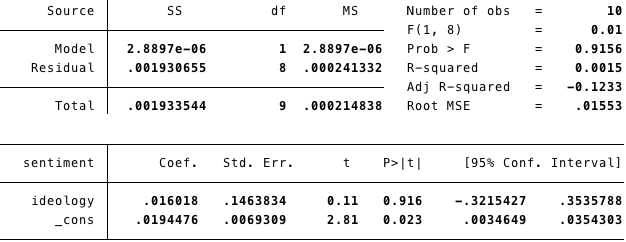 Source SS df MS Number of obs = 10
F(1, 8) = 0.01
Model 2.8897e-06 1 2.8897e-06 Prob > F = 0.9156
Residual .001930655 8 .000241332 R-squared = 0.0015
Adj R-squared = -0.1233
Total .001933544 9 .000214838 Root MSE = .01553
sentiment Coef. Std. Err. t P>|t| [95% Conf. Interval]
ideology .016018 .1463834 0.11 0.916 -.3215427 .3535788
_cons .0194476 .0069309 2.81 0.023 .0034649 .0354303